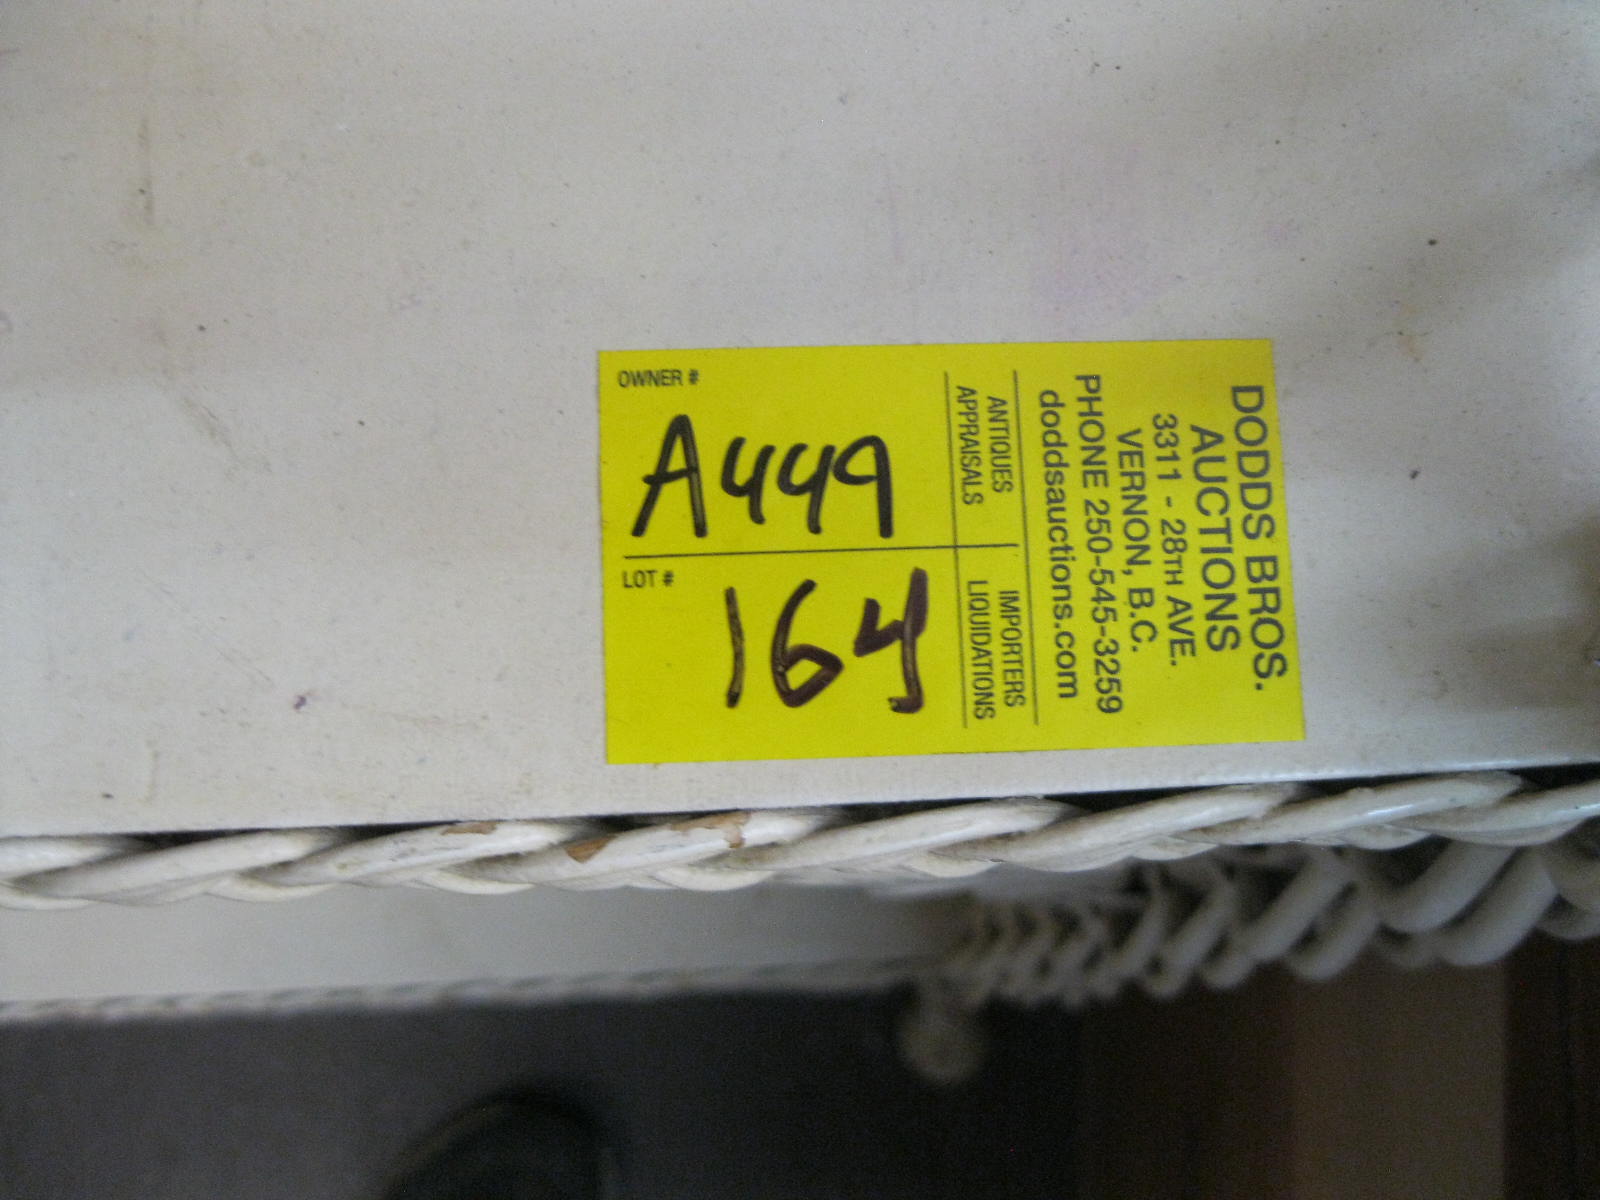 DODDS BROS.
AUCTIONS
3311 - 28TH AVE.
VERNON, B.C.
PHONE 250-545-3259
doddsauctions.com
ANTIQUES IMPORTERS
APPRAISALS LIQUIDATIONS
OWNER #
A449
LOT #
164